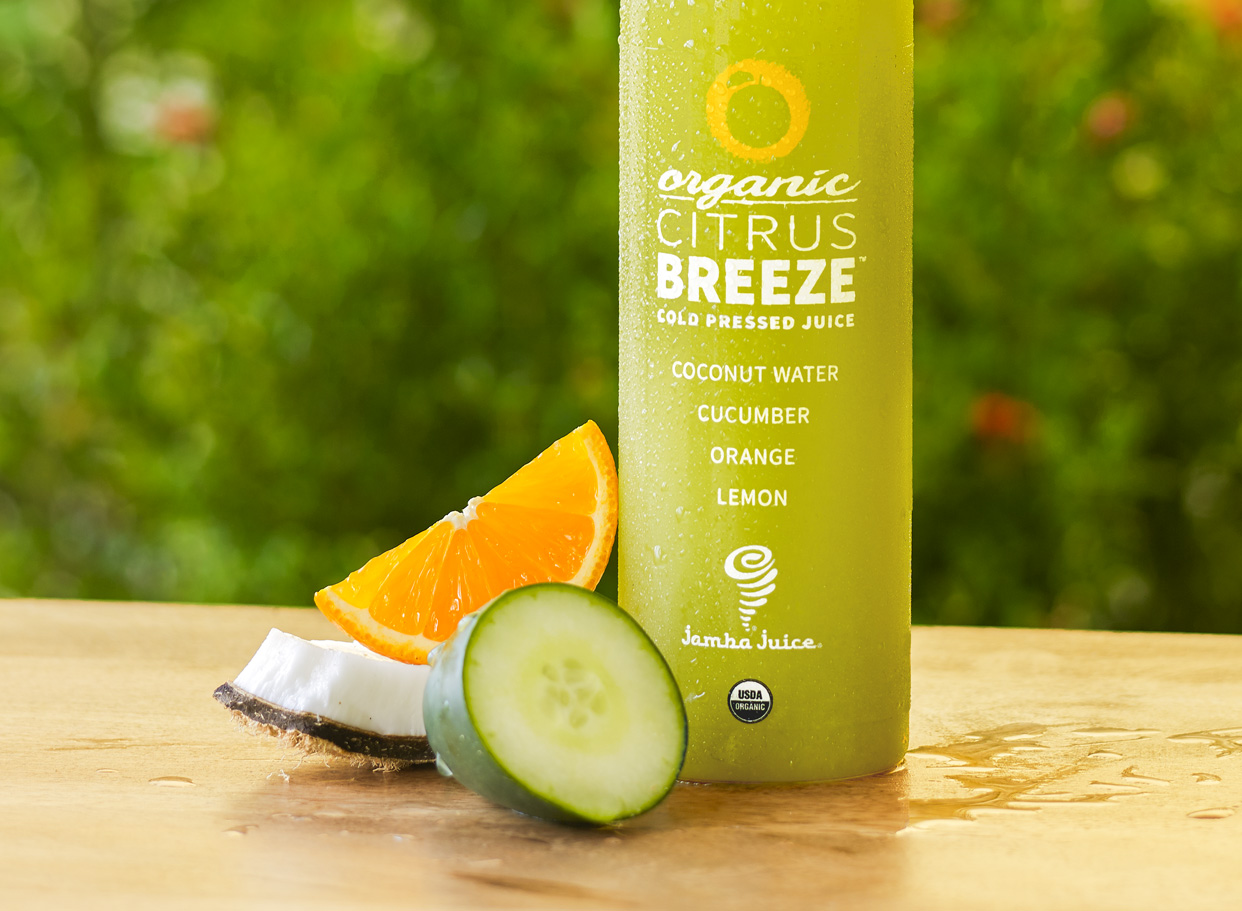 organic
CITRUS
BREEZE™
COLD PRESSED JUICE
COCONUT WATER
CUCUMBER
ORANGE
LEMON
jamba juice®
USDA
ORGANIC